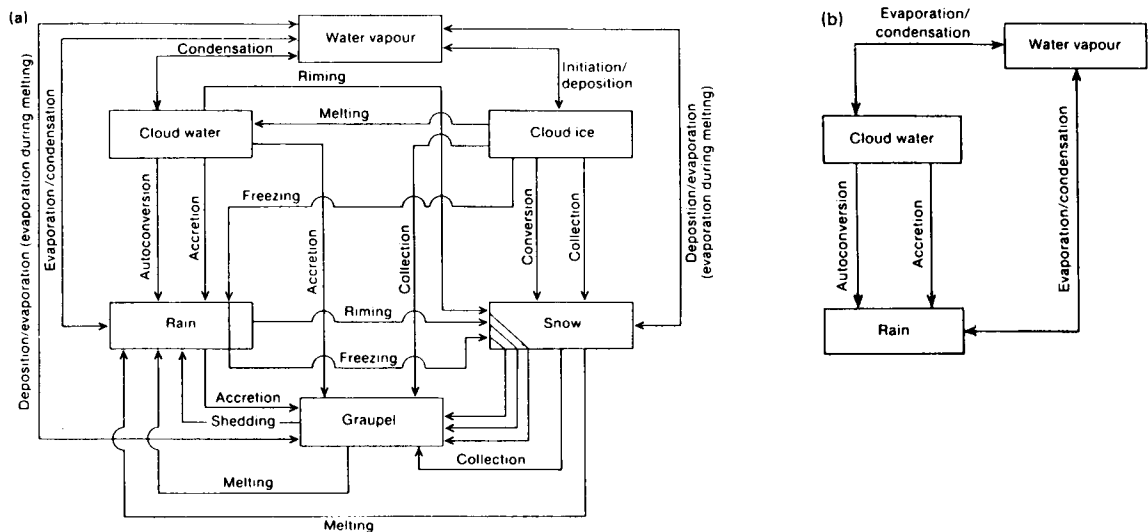 (a)
Water vapour
Condensation
Riming
Initiation/
deposition
Melting
Cloud water
Cloud ice
Freezing
Autoconversion
Accretion
Accretion
Collection
Conversion
Collection
Deposition/evaporation (evaporation during melting)
Evaporation/condensation
Deposition/evaporation
(evaporation during melting)
Rain
Riming
Snow
Freezing
Accretion
Shedding
Graupel
Collection
Melting
Melting
(b)
Evaporation/
condensation
Water vapour
Cloud water
Autoconversion
Accretion
Evaporation/condensation
Rain